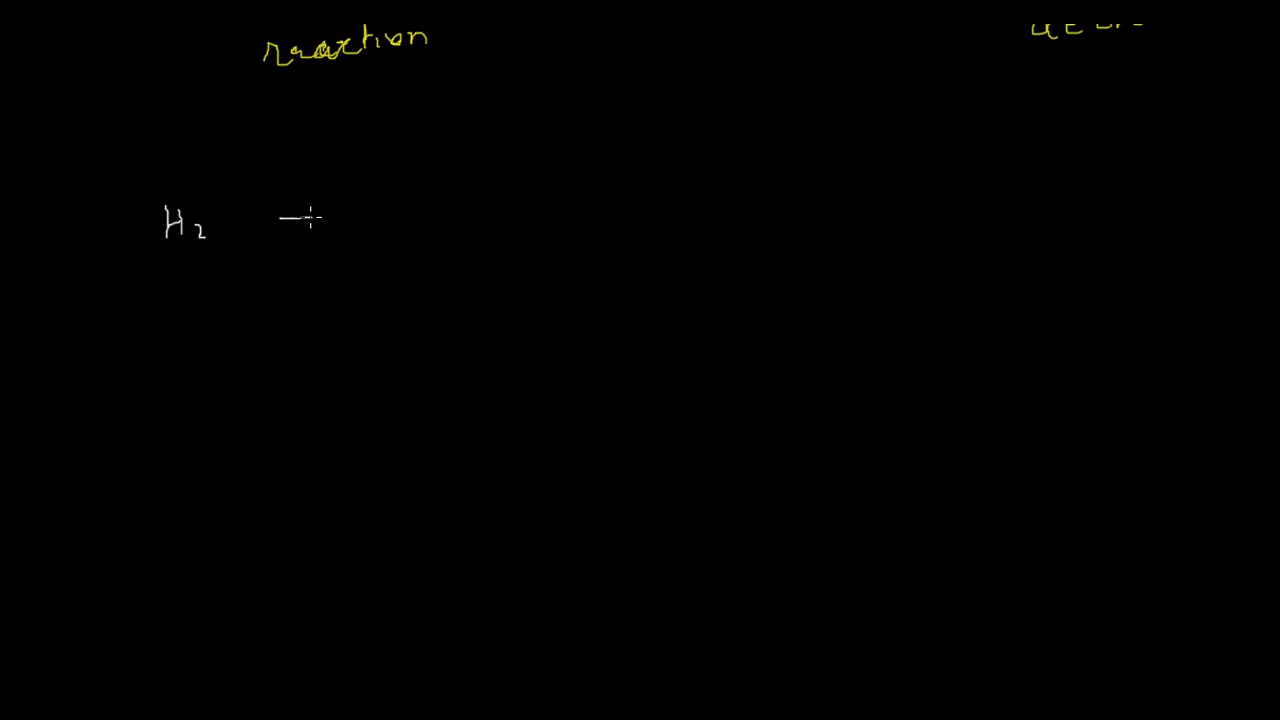 reaction
H2 —